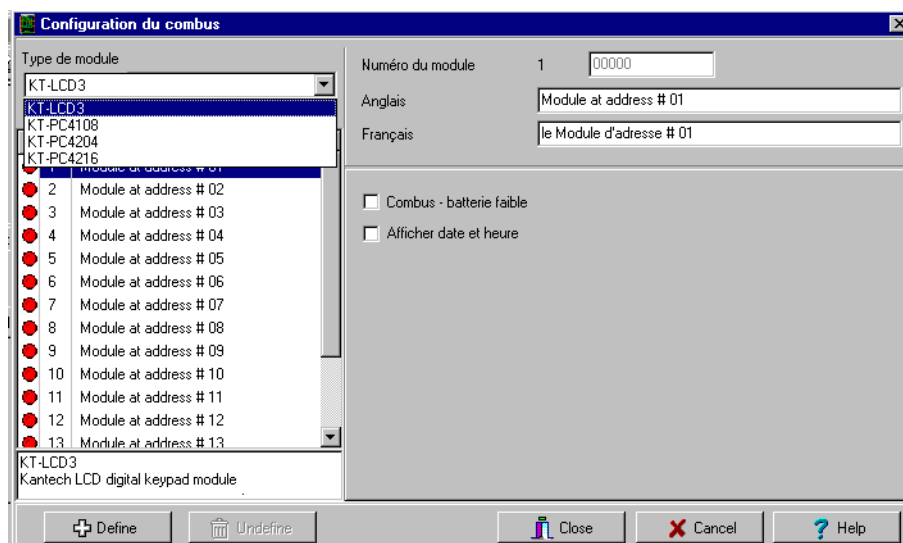 Configuration du combus
Type de module
KT-LCD3
KT-LCD3
KT-PC4108
KT-PC4204
KT-PC4216
1 Module at address # 01
2 Module at address # 02
3 Module at address # 03
4 Module at address # 04
5 Module at address # 05
6 Module at address # 06
7 Module at address # 07
8 Module at address # 08
9 Module at address # 09
10 Module at address # 10
11 Module at address # 11
12 Module at address # 12
13 Module at address # 13
KT-LCD3
Kantech LCD digital keypad module
Numéro du module 1 00000
Anglais Module at address # 01
Français le Module d'adresse # 01
Combus - batterie faible
Afficher date et heure
Define
Undefine
Close
Cancel
? Help